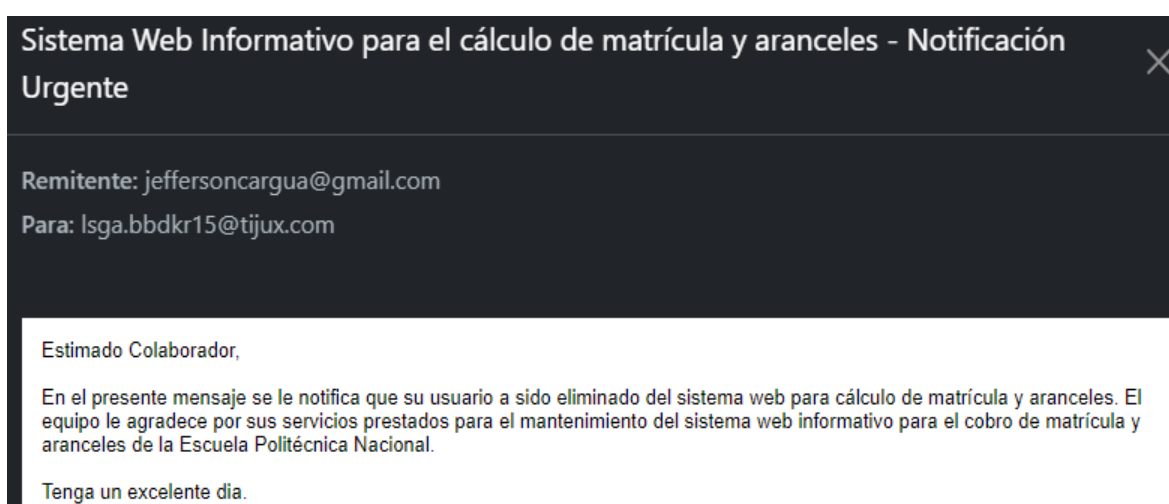 Sistema Web Informativo para el cálculo de matrícula y aranceles - Notificación
Urgente
Remitente: jeffersoncargua@gmail.com
Para: lsga.bbdkr15@tijux.com
Estimado Colaborador,
En el presente mensaje se le notifica que su usuario a sido eliminado del sistema web para cálculo de matrícula y aranceles. El
equipo le agradece por sus servicios prestados para el mantenimiento del sistema web informativo para el cobro de matrícula y
aranceles de la Escuela Politécnica Nacional.
Tenga un excelente dia.